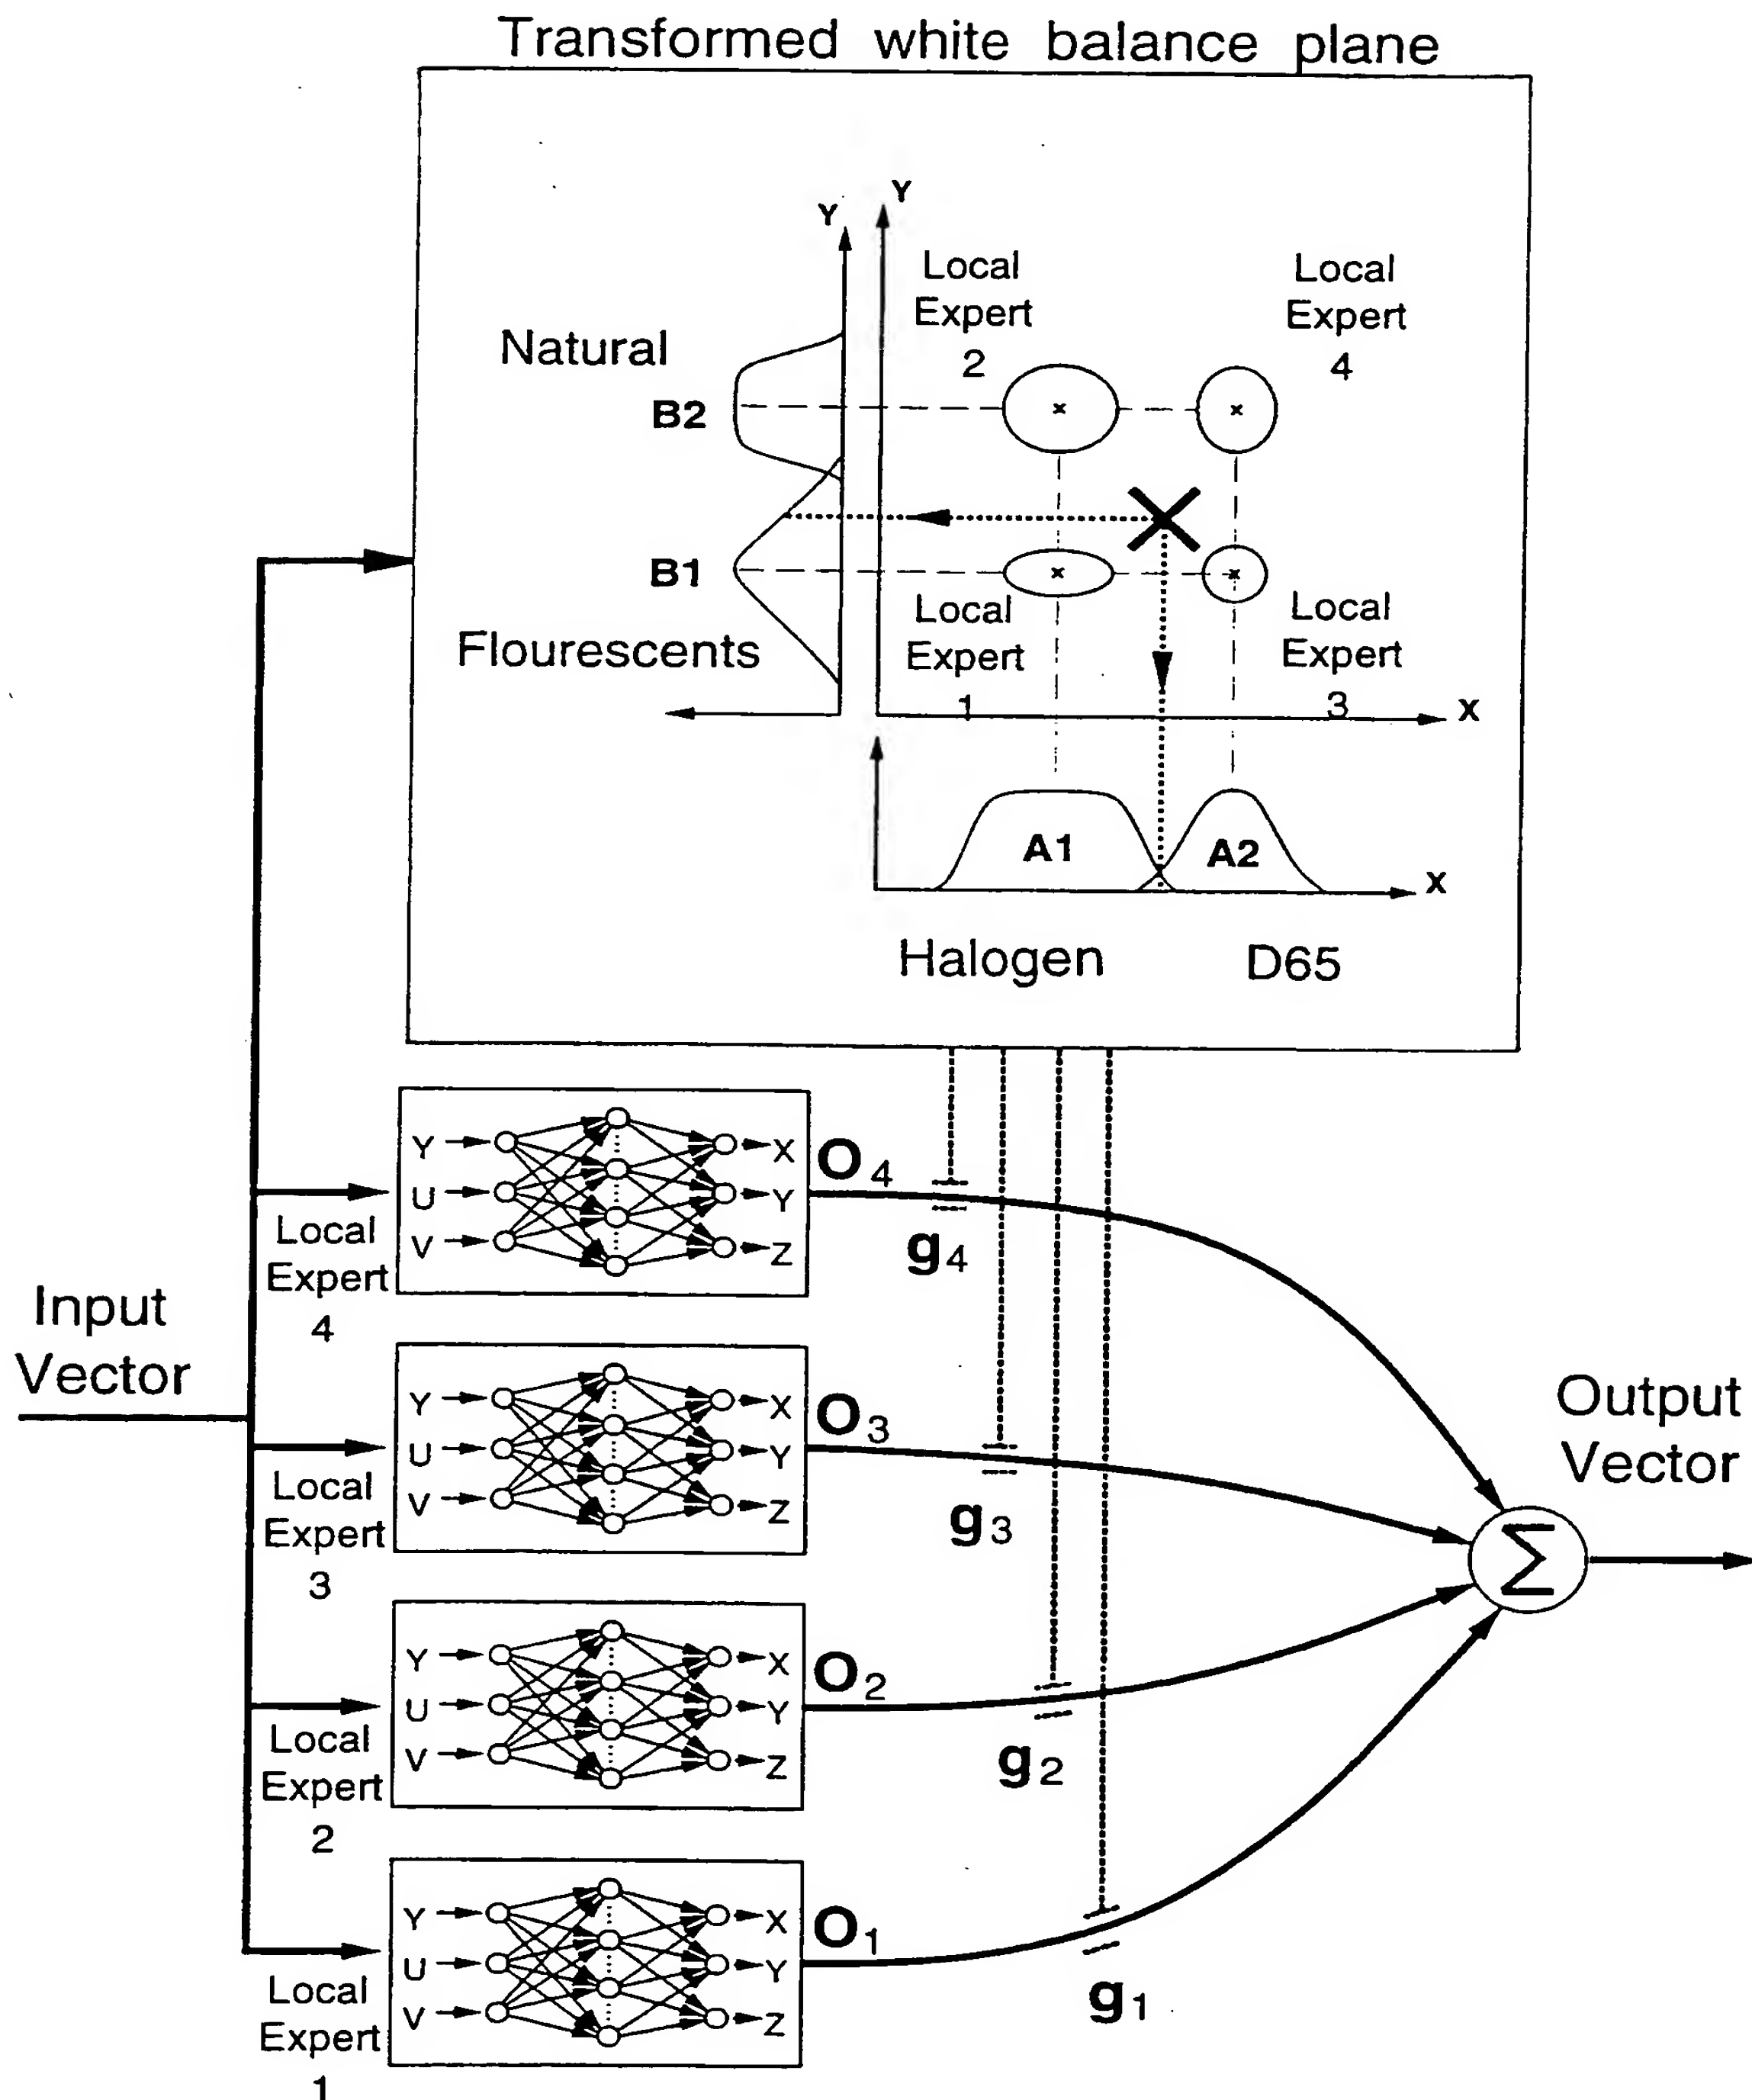 Transformed white balance plane
Y
Y
Local
Expert
2
Local
Expert
4
Natural
B2
B1
Flourescents
Local
Expert
1
Local
Expert
3
X
A1
A2
X
Halogen
D65
Input
Vector
Local
Expert
4
Y
U
V
X
Y
Z
O4
g4
Local
Expert
3
Y
U
V
X
Y
Z
O3
g3
Local
Expert
2
Y
U
V
X
Y
Z
O2
g2
Local
Expert
1
Y
U
V
X
Y
Z
O1
g1
Σ
Output
Vector